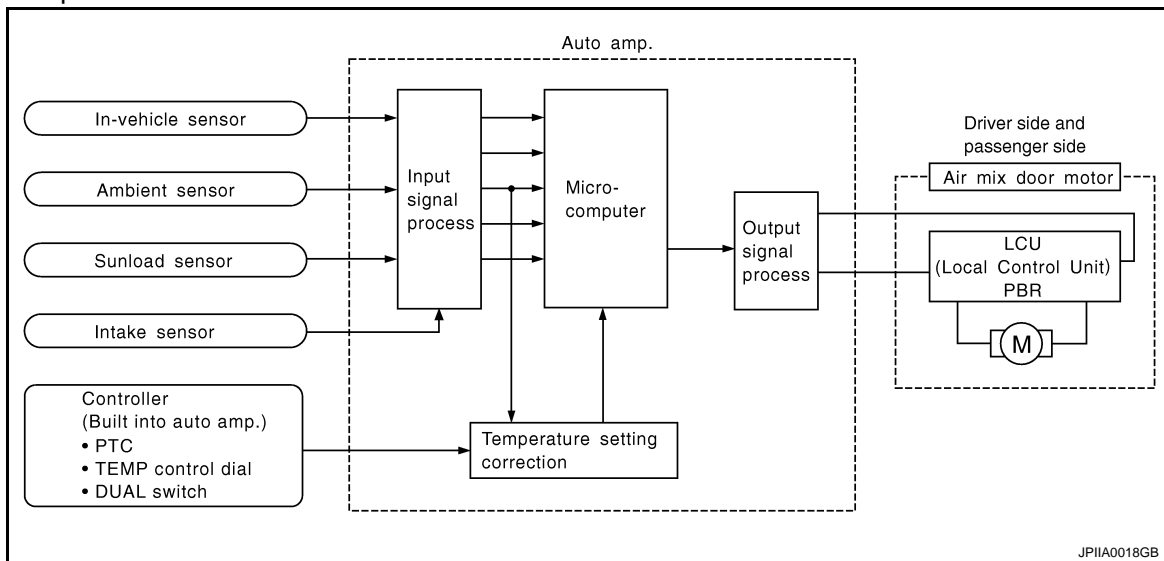 Auto amp.
In-vehicle sensor
Ambient sensor
Sunload sensor
Intake sensor
Controller
(Built into auto amp.)
• PTC
• TEMP control dial
• DUAL switch
Input
signal
process
Micro-
computer
Temperature setting
correction
Output
signal
process
Driver side and
passenger side
Air mix door motor
LCU
(Local Control Unit)
PBR
M
JPIIA0018GB